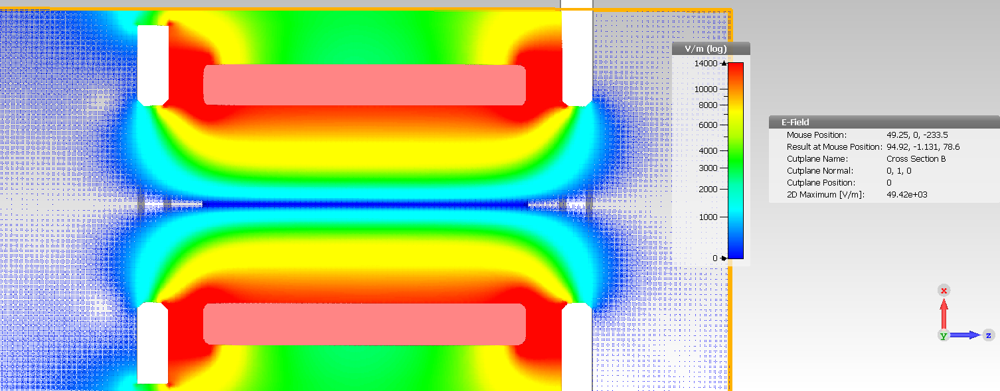 V/m (log)
14000
10000
8000
6000
4000
3000
2000
1000
0
E-Field
Mouse Position: 49.25, 0, -233.5
Result at Mouse Position: 94.92, -1.131, 78.6
Cutplane Name: Cross Section B
Cutplane Normal: 0, 1, 0
Cutplane Position: 0
2D Maximum [V/m]: 49.42e+03
x
y
z